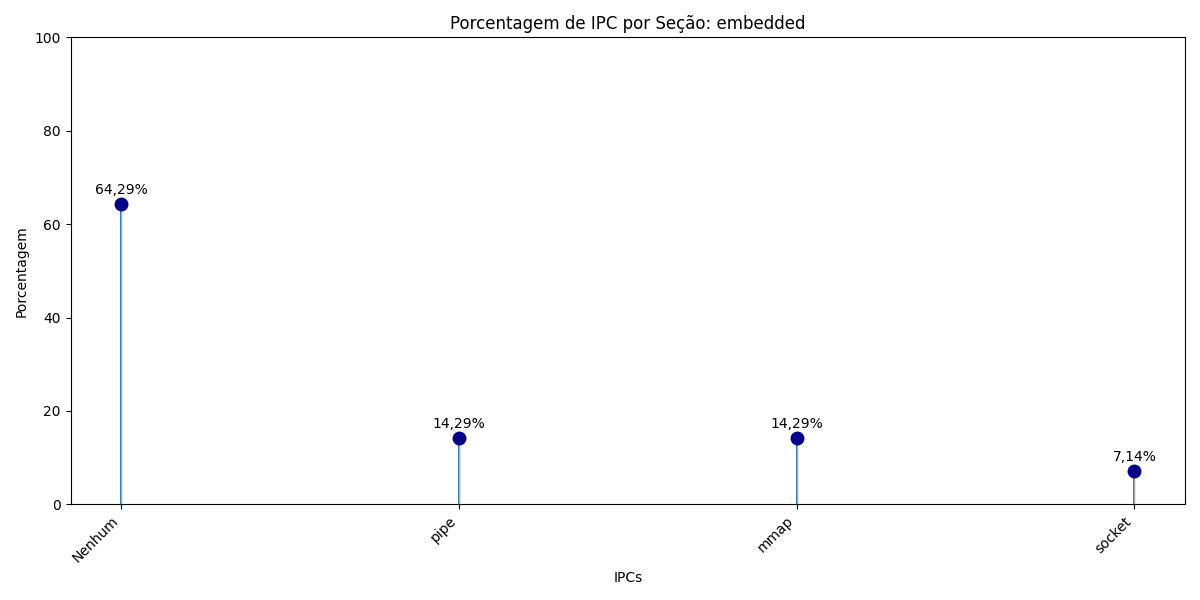 Porcentagem de IPC por Seção: embedded
100
80
60
40
20
0
Porcentagem
64,29%
14,29%
14,29%
7,14%
Nenhum
pipe
mmap
socket
IPCs